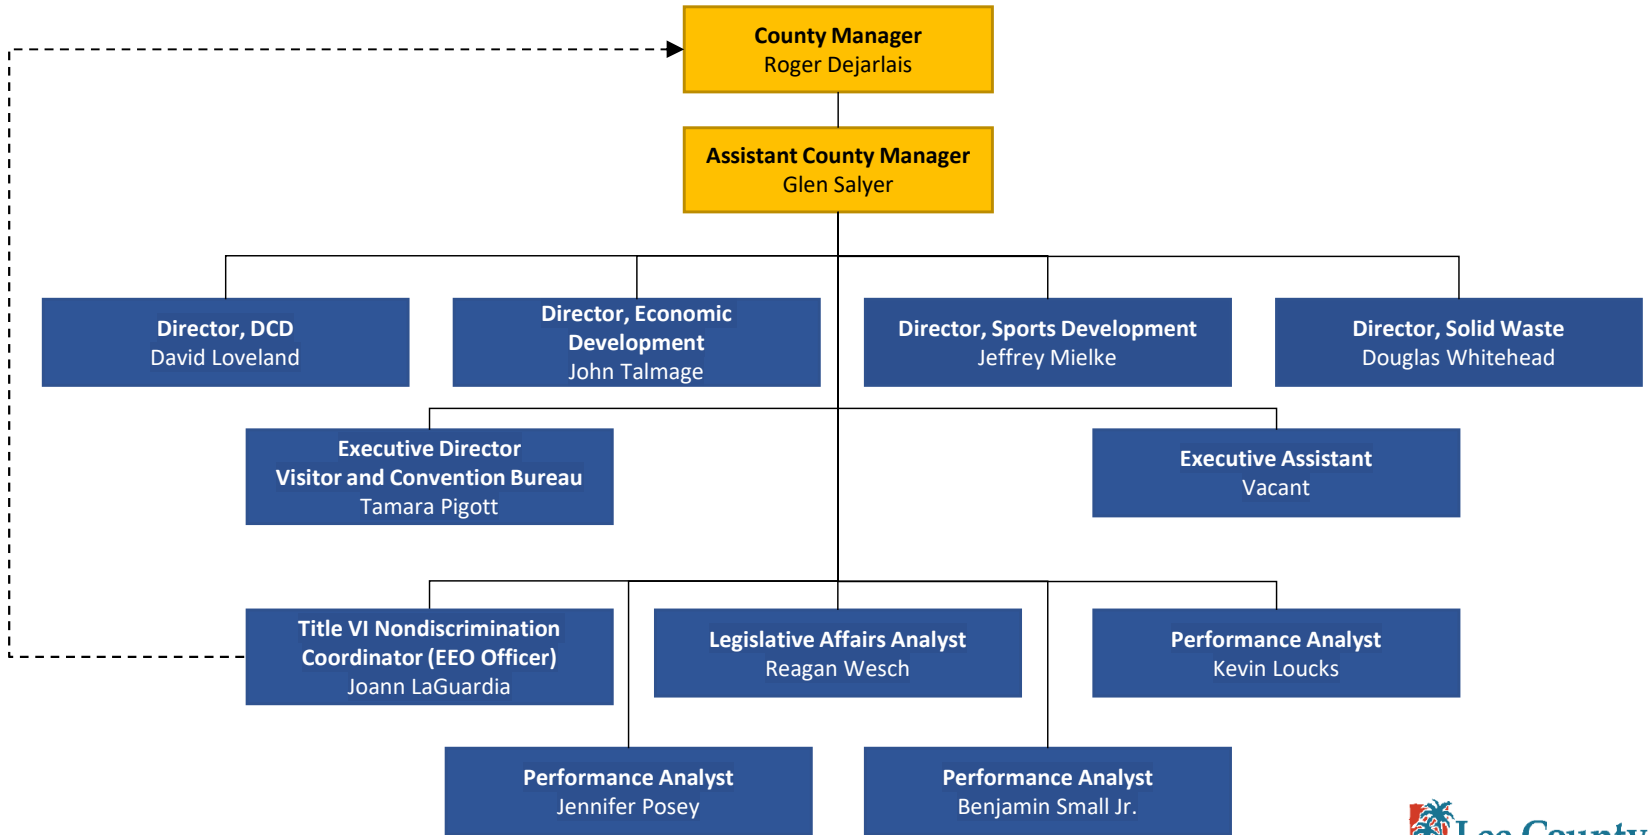 County Manager
Roger Dejarlais
Assistant County Manager
Glen Salyer
Director, DCD
David Loveland
Director, Economic
Development
John Talmage
Director, Sports Development
Jeffrey Mielke
Director, Solid Waste
Douglas Whitehead
Executive Director
Visitor and Convention Bureau
Tamara Pigott
Executive Assistant
Vacant
Title VI Nondiscrimination
Coordinator (EEO Officer)
Joann LaGuardia
Legislative Affairs Analyst
Reagan Wesch
Performance Analyst
Kevin Loucks
Performance Analyst
Jennifer Posey
Performance Analyst
Benjamin Small Jr.
Lee County